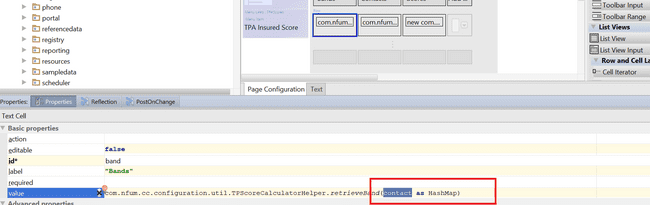 phone
portal
referencedata
registry
reporting
resources
sampledata
scheduler
TPA Insured Score
com.nfum...
com.nfum...
new com....
Toolbar Input
Toolbar Range
List Views
List View
List View Input
Row and Cell La
Cell Iterator
Page Configuration
Text
Properties:
Properties
Reflection
PostOnChange
Text Cell
Basic properties
action
editable
false
id*
band
label
"Bands"
required
value
com.nfum.cc.configuration.util.TPScoreCalculatorHelper.retrieveBand(contact as HashMap)
Advanced properties